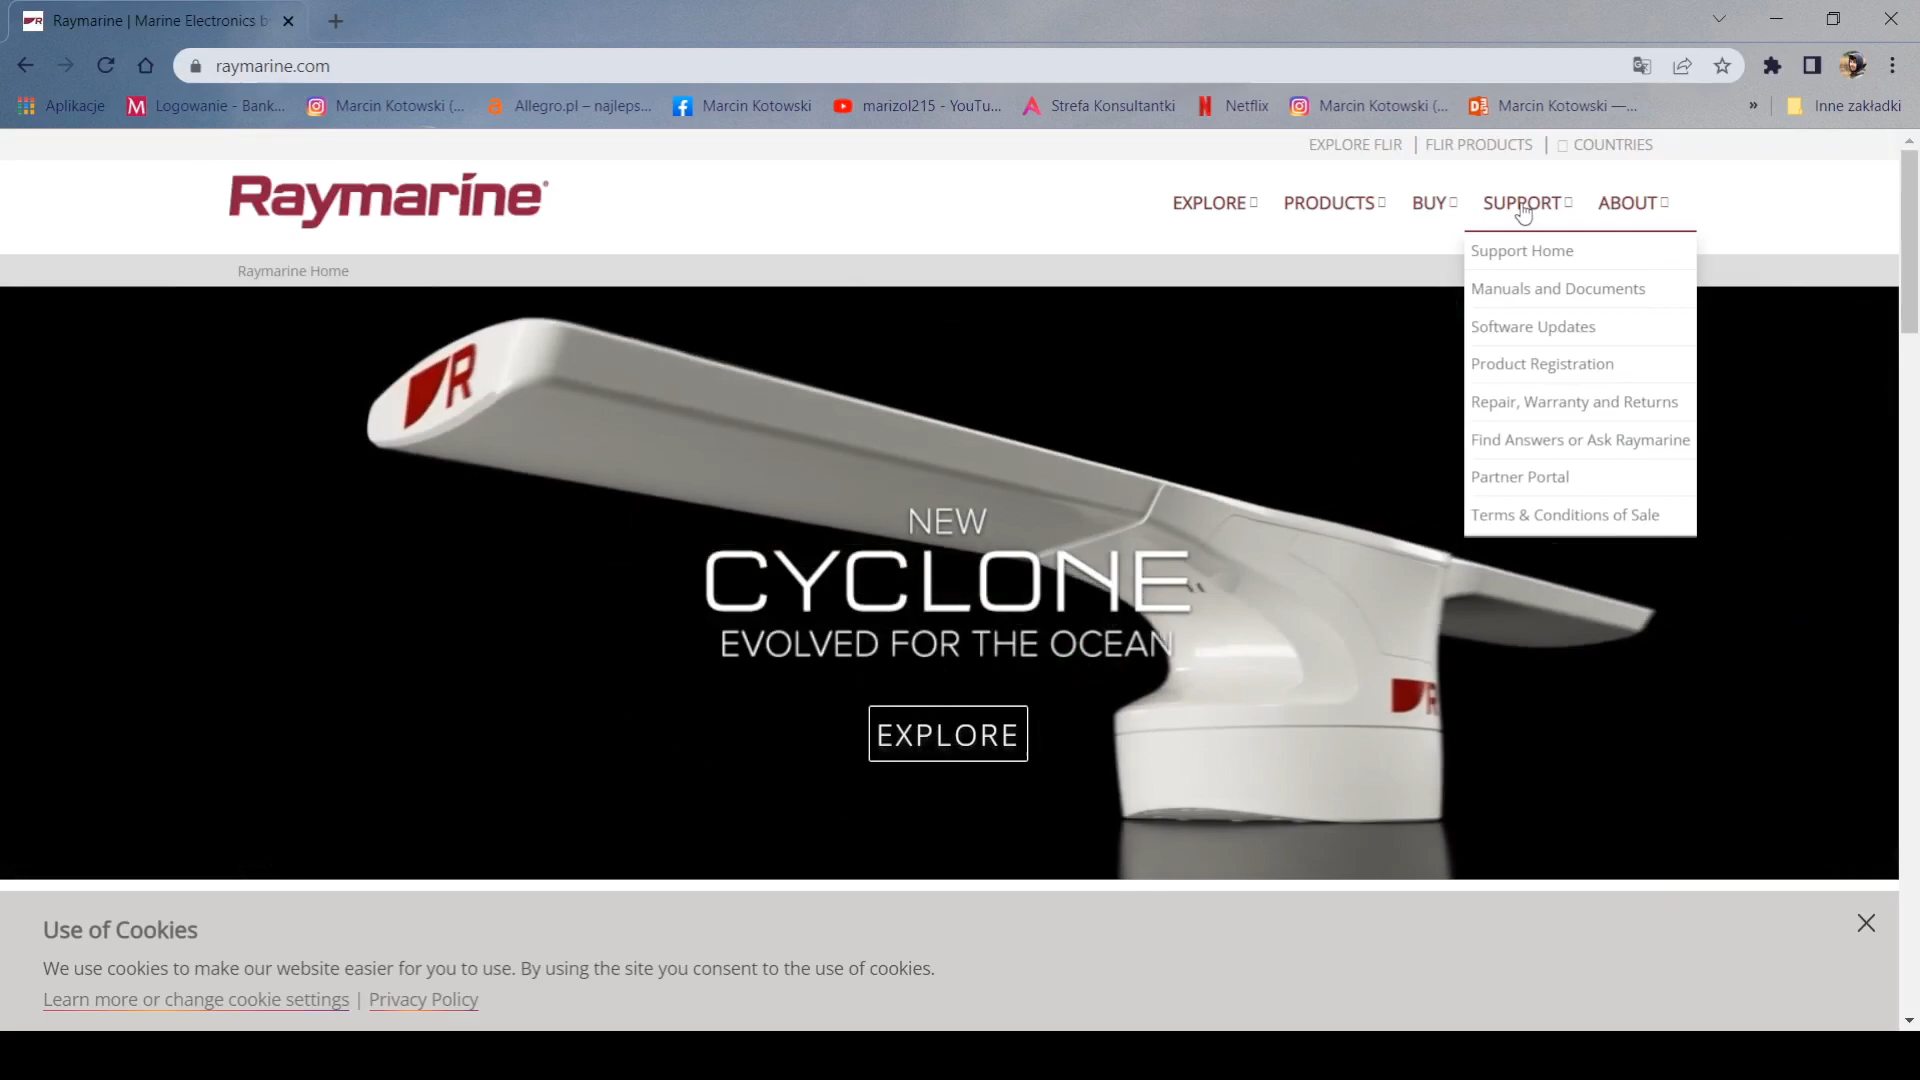 Raymarine | Marine Electronics b
raymarine.com
Aplikacje Logowanie - Bank... Marcin Kotowski (... Allegro.pl – najleps... Marcin Kotowski marizol215 - YouTu... Strefa Konsultantki Netflix Marcin Kotowski (... Marcin Kotowski —... » Inne zakładki
EXPLORE FLIR | FLIR PRODUCTS | COUNTRIES
Raymarine®
EXPLORE PRODUCTS BUY SUPPORT ABOUT
Raymarine Home
Support Home
Manuals and Documents
Software Updates
Product Registration
Repair, Warranty and Returns
Find Answers or Ask Raymarine
Partner Portal
Terms & Conditions of Sale
R
NEW
CYCLONE
EVOLVED FOR THE OCEAN
R
EXPLORE
Use of Cookies
We use cookies to make our website easier for you to use. By using the site you consent to the use of cookies.
Learn more or change cookie settings | Privacy Policy